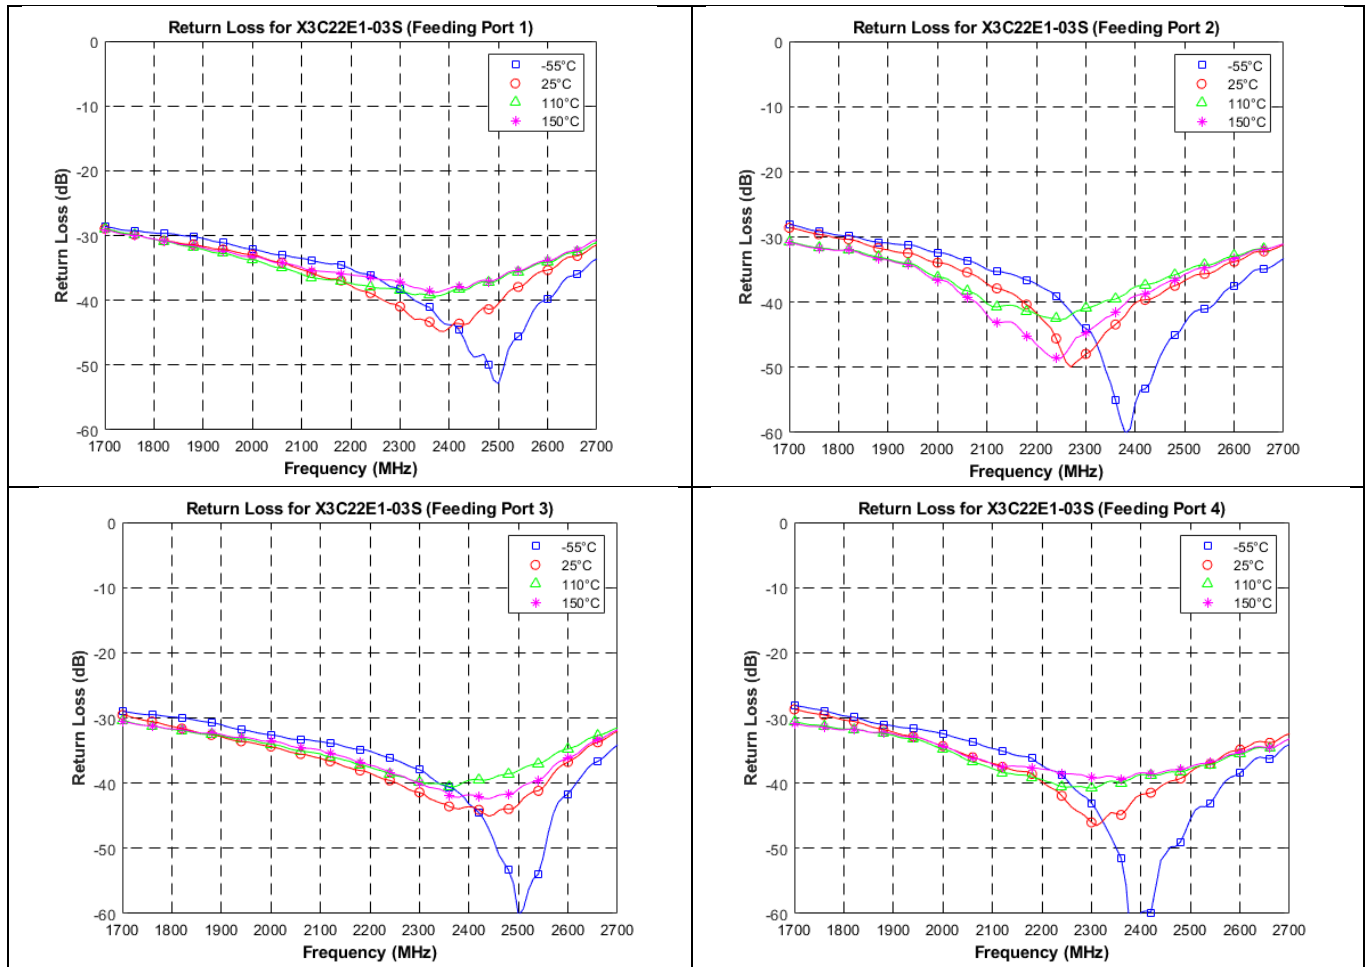 Return Loss for X3C22E1-03S (Feeding Port 1)
0
-10
-20
-30
-40
-50
-60
Return Loss (dB)
-55°C
25°C
110°C
150°C
1700 1800 1900 2000 2100 2200 2300 2400 2500 2600 2700
Frequency (MHz)
Return Loss for X3C22E1-03S (Feeding Port 2)
0
-10
-20
-30
-40
-50
-60
Return Loss (dB)
-55°C
25°C
110°C
150°C
1700 1800 1900 2000 2100 2200 2300 2400 2500 2600 2700
Frequency (MHz)
Return Loss for X3C22E1-03S (Feeding Port 3)
0
-10
-20
-30
-40
-50
-60
Return Loss (dB)
-55°C
25°C
110°C
150°C
1700 1800 1900 2000 2100 2200 2300 2400 2500 2600 2700
Frequency (MHz)
Return Loss for X3C22E1-03S (Feeding Port 4)
0
-10
-20
-30
-40
-50
-60
Return Loss (dB)
-55°C
25°C
110°C
150°C
1700 1800 1900 2000 2100 2200 2300 2400 2500 2600 2700
Frequency (MHz)